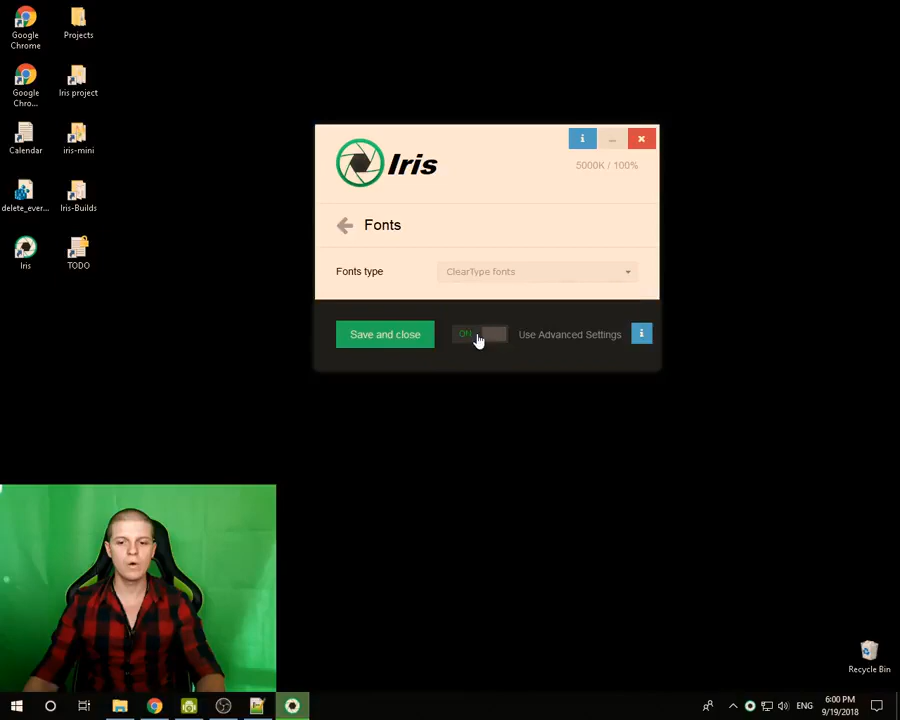 Google
Chrome
Projects
Google
Chro...
Iris project
Calendar
iris-mini
delete_ever...
Iris-Builds
Iris
TODO
Iris
5000K / 100%
Fonts
Fonts type
ClearType fonts
Save and close
ON
Use Advanced Settings
Recycle Bin
ENG
6:00 PM
9/19/2018